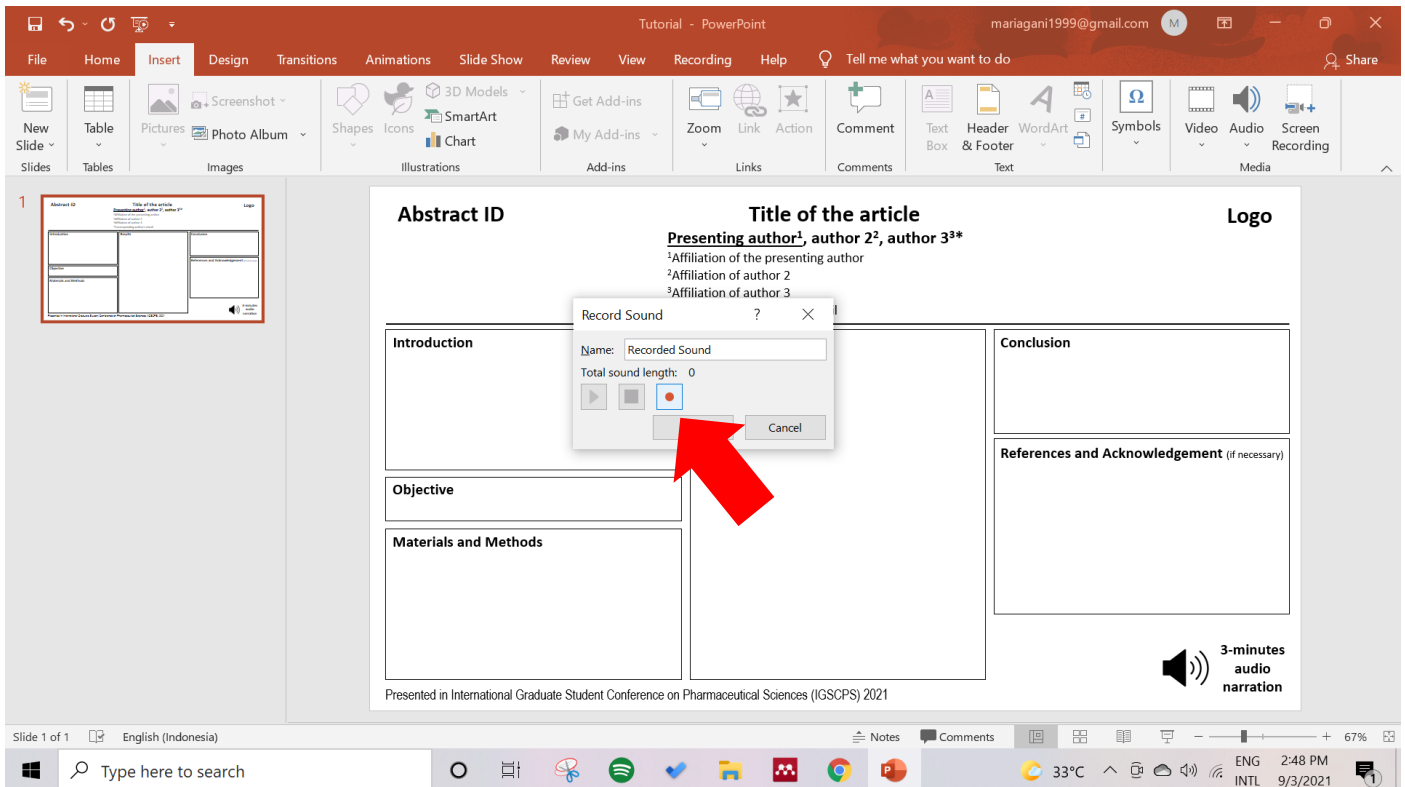 Tutorial - PowerPoint
mariagani1999@gmail.com
M
File Home Insert Design Transitions Animations Slide Show Review View Recording Help Tell me what you want to do Share
New Slide
Table
Pictures
Screenshot
Photo Album
Shapes
Icons
3D Models
SmartArt
Chart
Get Add-ins
My Add-ins
Zoom
Link
Action
Comment
Text Box
Header & Footer
WordArt
Ω
Symbols
Video
Audio
Screen Recording
Slides Tables Images Illustrations Add-ins Links Comments Text Media
1
Abstract ID
Title of the article
Logo
Presenting author¹, author 2², author 3³*
¹Affiliation of the presenting author
²Affiliation of author 2
³Affiliation of author 3
Record Sound ?
Name: Recorded Sound
Total sound length: 0
Cancel
Introduction
Objective
Materials and Methods
Conclusion
References and Acknowledgement (if necessary)
3-minutes
audio
narration
Presented in International Graduate Student Conference on Pharmaceutical Sciences (IGSCPS) 2021
Slide 1 of 1 English (Indonesia) Notes Comments 67%
Type here to search
33°C
ENG
INTL
2:48 PM
9/3/2021
1